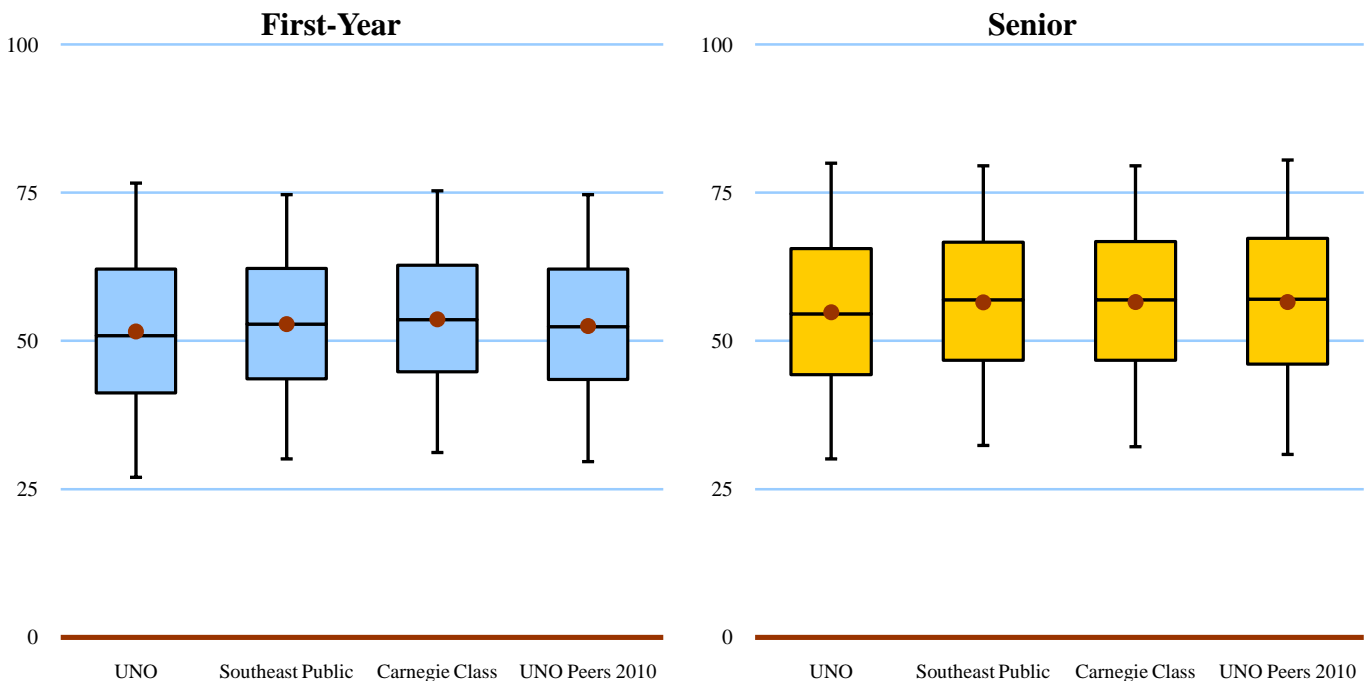 First-Year
100
75
50
25
0
UNO
Southeast Public
Carnegie Class
UNO Peers 2010
Senior
100
75
50
25
0
UNO
Southeast Public
Carnegie Class
UNO Peers 2010